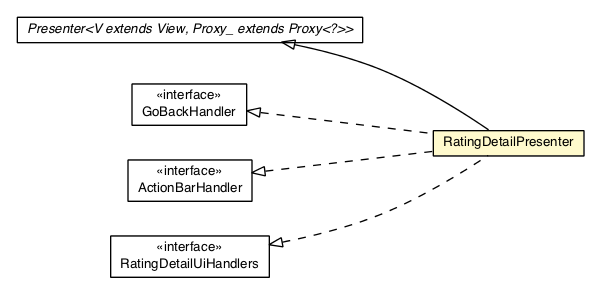 Presenter<V extends View, Proxy_ extends Proxy<?>>
«interface»
GoBackHandler
RatingDetailPresenter
«interface»
ActionBarHandler
«interface»
RatingDetailUiHandlers